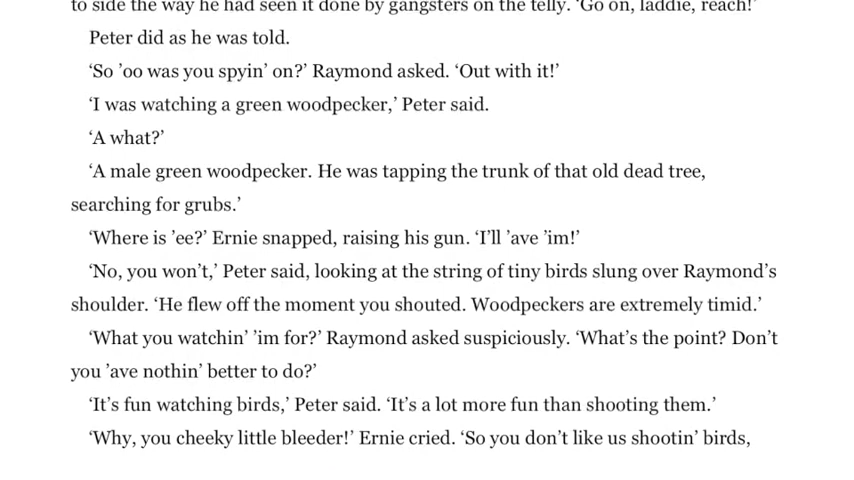 to side the way he had seen it done by gangsters on the telly. ‘Go on, laddie, reach!’
Peter did as he was told.
‘So ’oo was you spyin’ on?’ Raymond asked. ‘Out with it!’
‘I was watching a green woodpecker,’ Peter said.
‘A what?’
‘A male green woodpecker. He was tapping the trunk of that old dead tree,
searching for grubs.’
‘Where is ’ee?’ Ernie snapped, raising his gun. ‘I’ll ’ave ’im!’
‘No, you won’t,’ Peter said, looking at the string of tiny birds slung over Raymond’s
shoulder. ‘He flew off the moment you shouted. Woodpeckers are extremely timid.’
‘What you watchin’ ’im for?’ Raymond asked suspiciously. ‘What’s the point? Don’t
you ’ave nothin’ better to do?’
‘It’s fun watching birds,’ Peter said. ‘It’s a lot more fun than shooting them.’
‘Why, you cheeky little bleeder!’ Ernie cried. ‘So you don’t like us shootin’ birds,